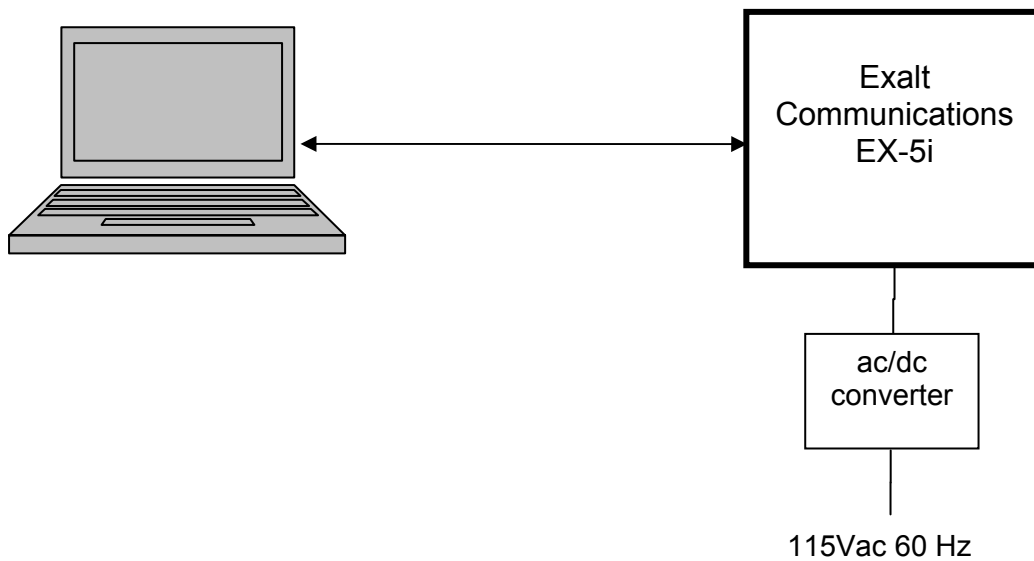 Exalt
Communications
EX-5i
ac/dc
converter
115Vac 60 Hz